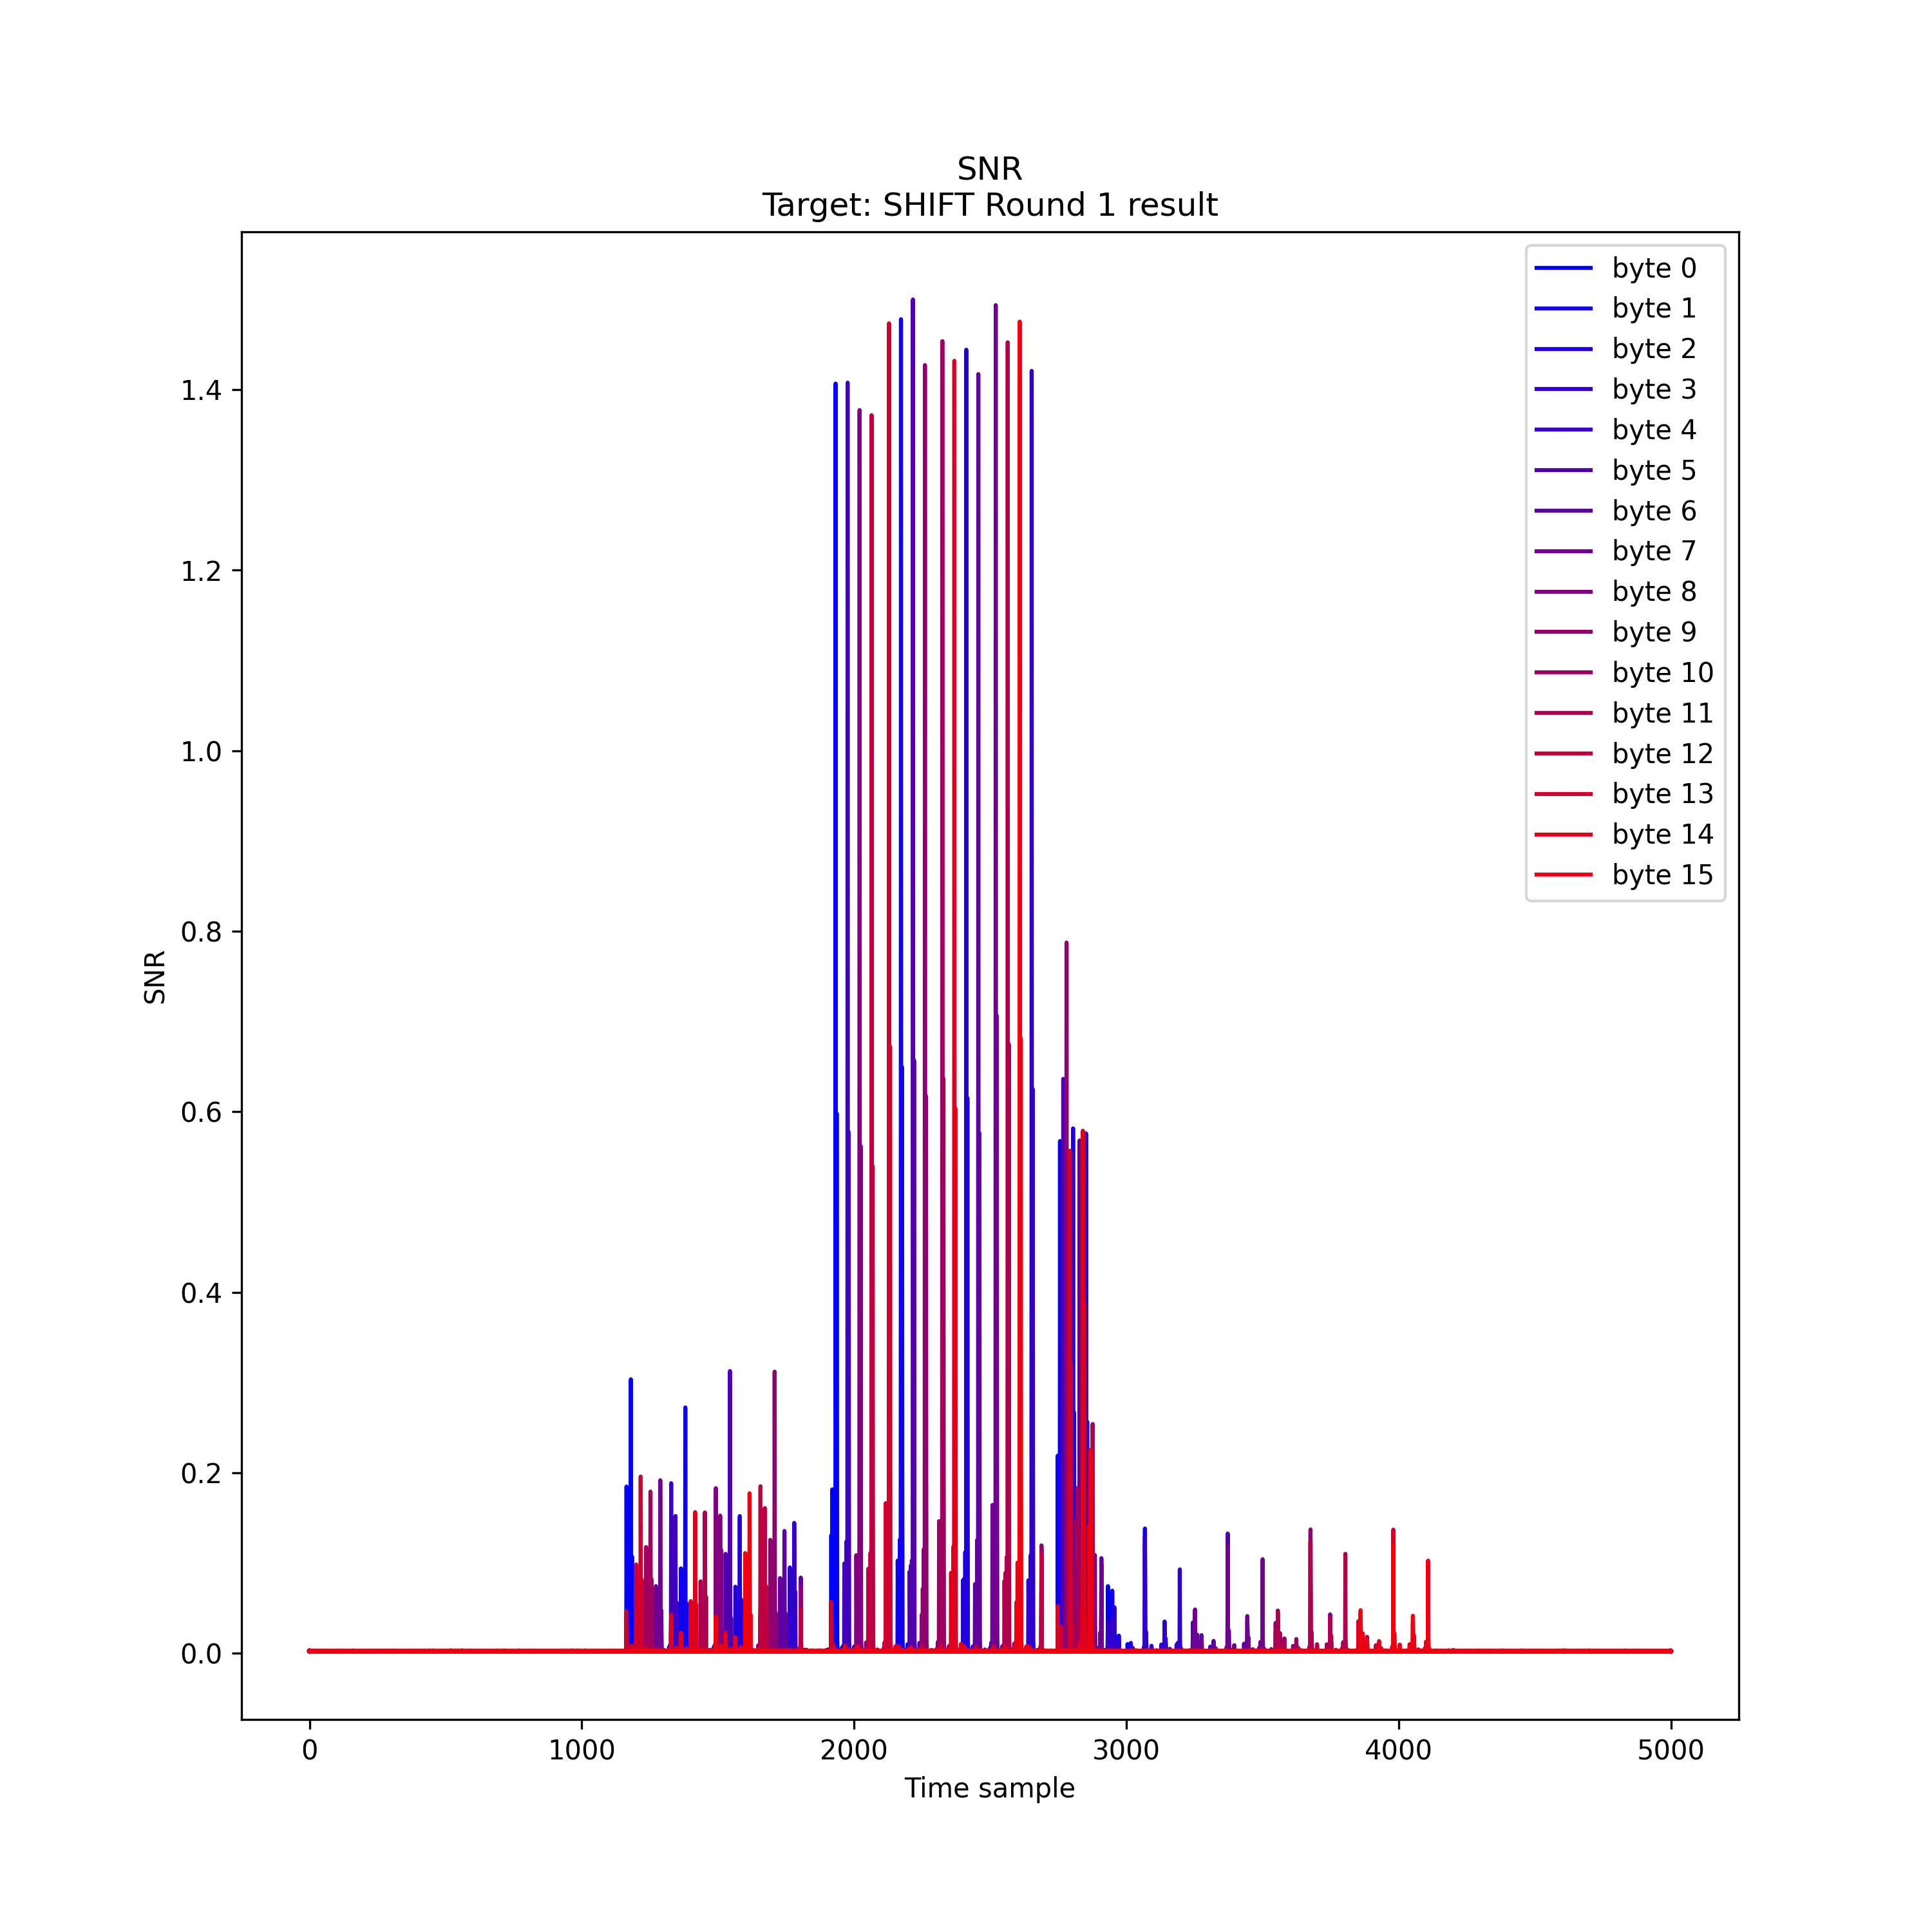 SNR
Target: SHIFT Round 1 result
byte 0
byte 1
byte 2
byte 3
byte 4
byte 5
byte 6
byte 7
byte 8
byte 9
byte 10
byte 11
byte 12
byte 13
byte 14
byte 15
1.4
1.2
1.0
0.8
0.6
0.4
0.2
0.0
SNR
0 1000 2000 3000 4000 5000
Time sample